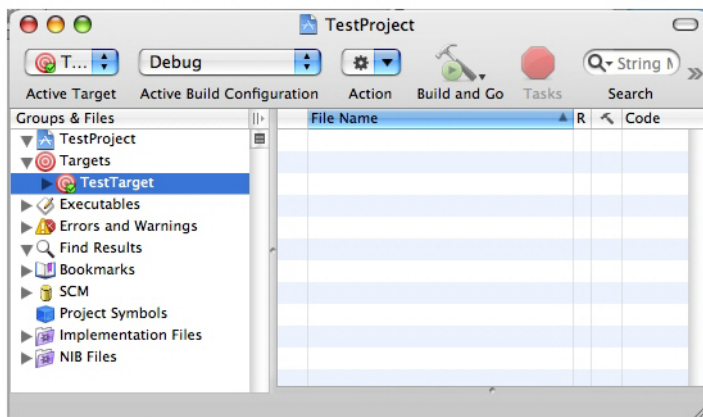 TestProject
T... Debug String M
Active Target Active Build Configuration Action Build and Go Tasks Search
Groups & Files File Name R Code
TestProject
Targets
TestTarget
Executables
Errors and Warnings
Find Results
Bookmarks
SCM
Project Symbols
Implementation Files
NIB Files